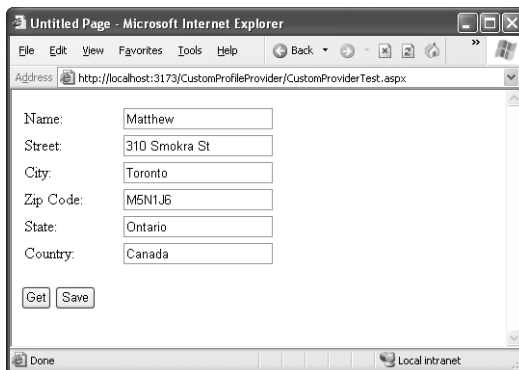 Untitled Page - Microsoft Internet Explorer
File Edit View Favorites Tools Help Back »
Address http://localhost:3173/CustomProfileProvider/CustomProviderTest.aspx
Name: Matthew
Street: 310 Smokra St
City: Toronto
Zip Code: M5N1J6
State: Ontario
Country: Canada
Get Save
Done Local intranet